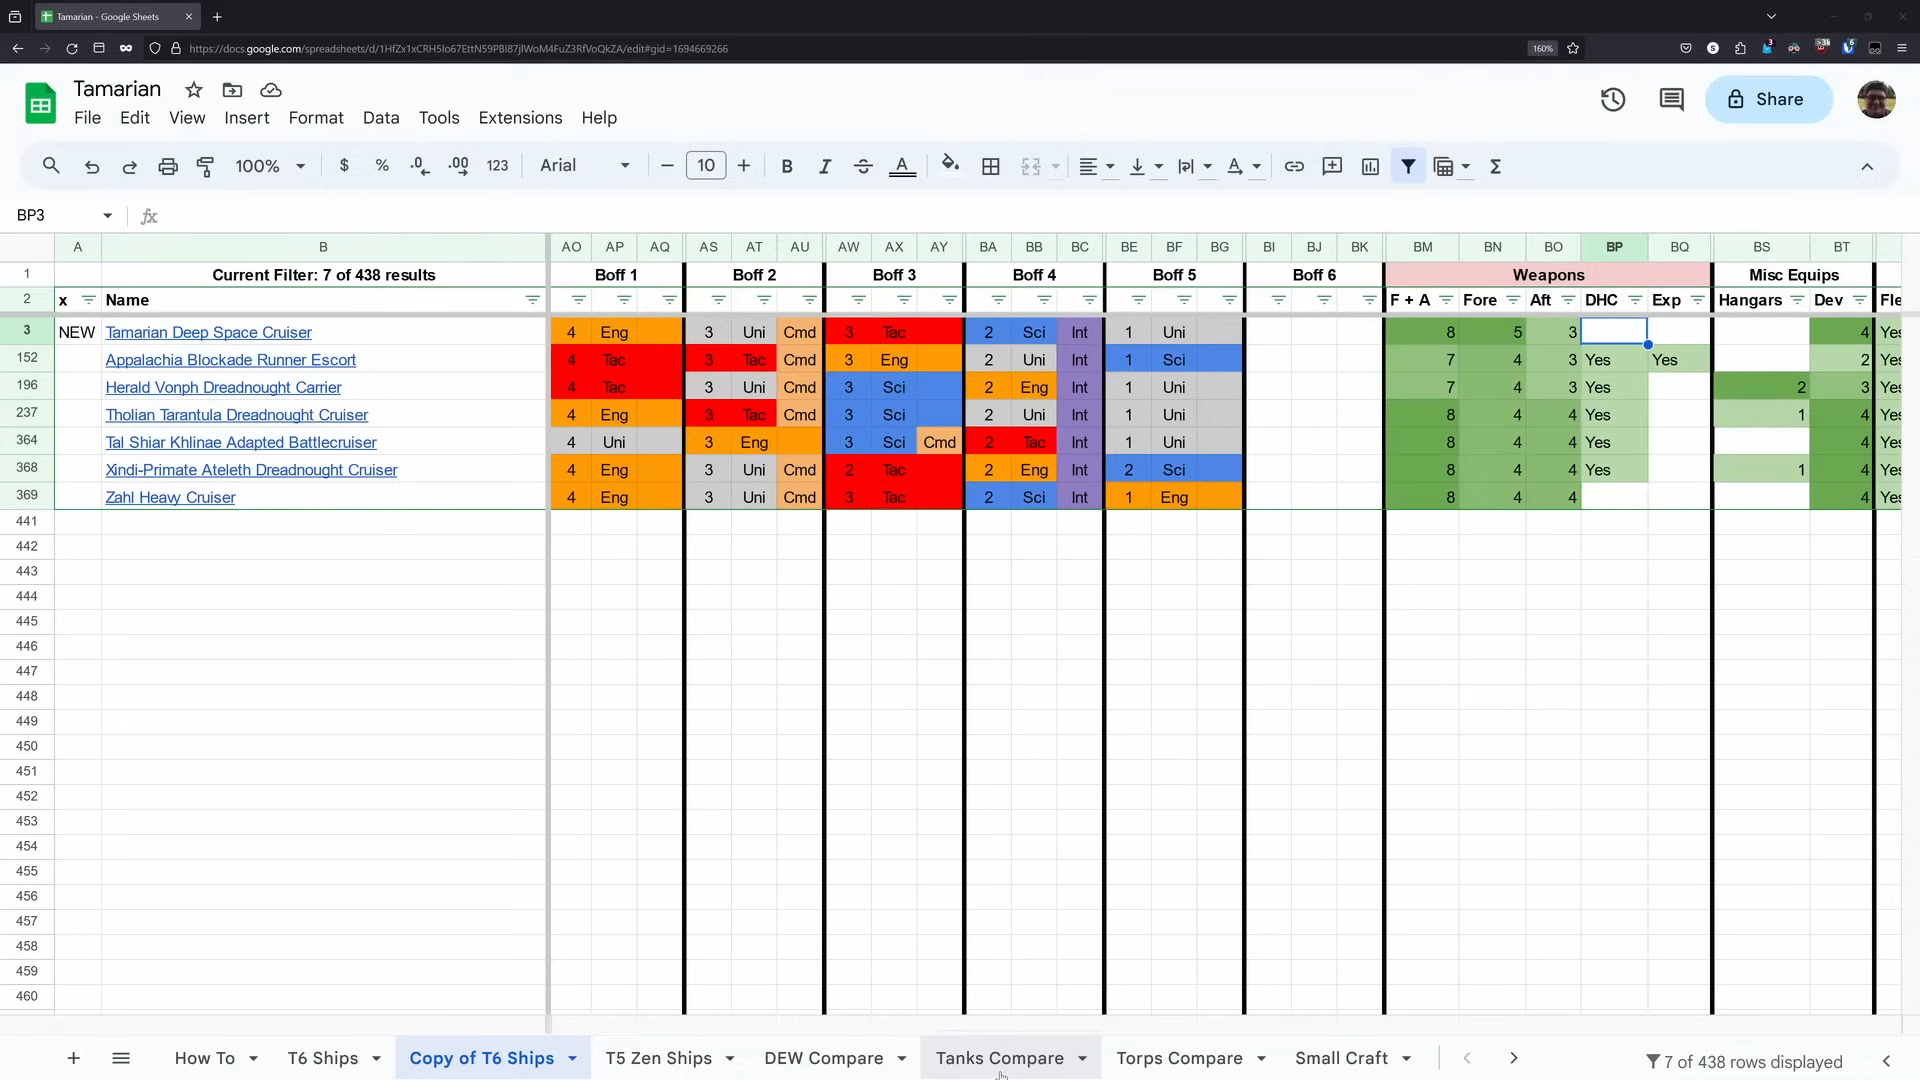 Tamarian - Google Sheets
https://docs.google.com/spreadsheets/d/1HfZx1xCRH5Io67EttN59PBI87jIWoM4FuZ3RfVoQkZA/edit#gid=1694669266
160%
Tamarian
File Edit View Insert Format Data Tools Extensions Help
Share
100% $ % .0 .00 123 Arial 10 B I A
BP3 fx
A B AO AP AQ AS AT AU AW AX AY BA BB BC BE BF BG BI BJ BK BM BN BO BP BQ BS BT
1 Current Filter: 7 of 438 results Boff 1 Boff 2 Boff 3 Boff 4 Boff 5 Boff 6 Weapons Misc Equips
2 x Name F + A Fore Aft DHC Exp Hangars Dev Fle
3 NEW Tamarian Deep Space Cruiser 4 Eng 3 Uni Cmd 3 Tac 2 Sci Int 1 Uni 8 5 3 4 Yes
152 Appalachia Blockade Runner Escort 4 Tac 3 Tac Cmd 3 Eng 2 Uni Int 1 Sci 7 4 3 Yes Yes 2 Yes
196 Herald Vonph Dreadnought Carrier 4 Tac 3 Uni Cmd 3 Sci 2 Eng Int 1 Uni 7 4 3 Yes 2 3 Yes
237 Tholian Tarantula Dreadnought Cruiser 4 Eng 3 Tac Cmd 3 Sci 2 Uni Int 1 Uni 8 4 4 Yes 1 4 Yes
364 Tal Shiar Khlinae Adapted Battlecruiser 4 Uni 3 Eng 3 Sci Cmd 2 Tac Int 1 Uni 8 4 4 Yes 4 Yes
368 Xindi-Primate Ateleth Dreadnought Cruiser 4 Eng 3 Uni Cmd 2 Tac 2 Eng Int 2 Sci 8 4 4 Yes 1 4 Yes
369 Zahl Heavy Cruiser 4 Eng 3 Uni Cmd 3 Tac 2 Sci Int 1 Eng 8 4 4 4 Yes
441
442
443
444
445
446
447
448
449
450
451
452
453
454
455
456
457
458
459
460
+ How To T6 Ships Copy of T6 Ships T5 Zen Ships DEW Compare Tanks Compare Torps Compare Small Craft 7 of 438 rows displayed